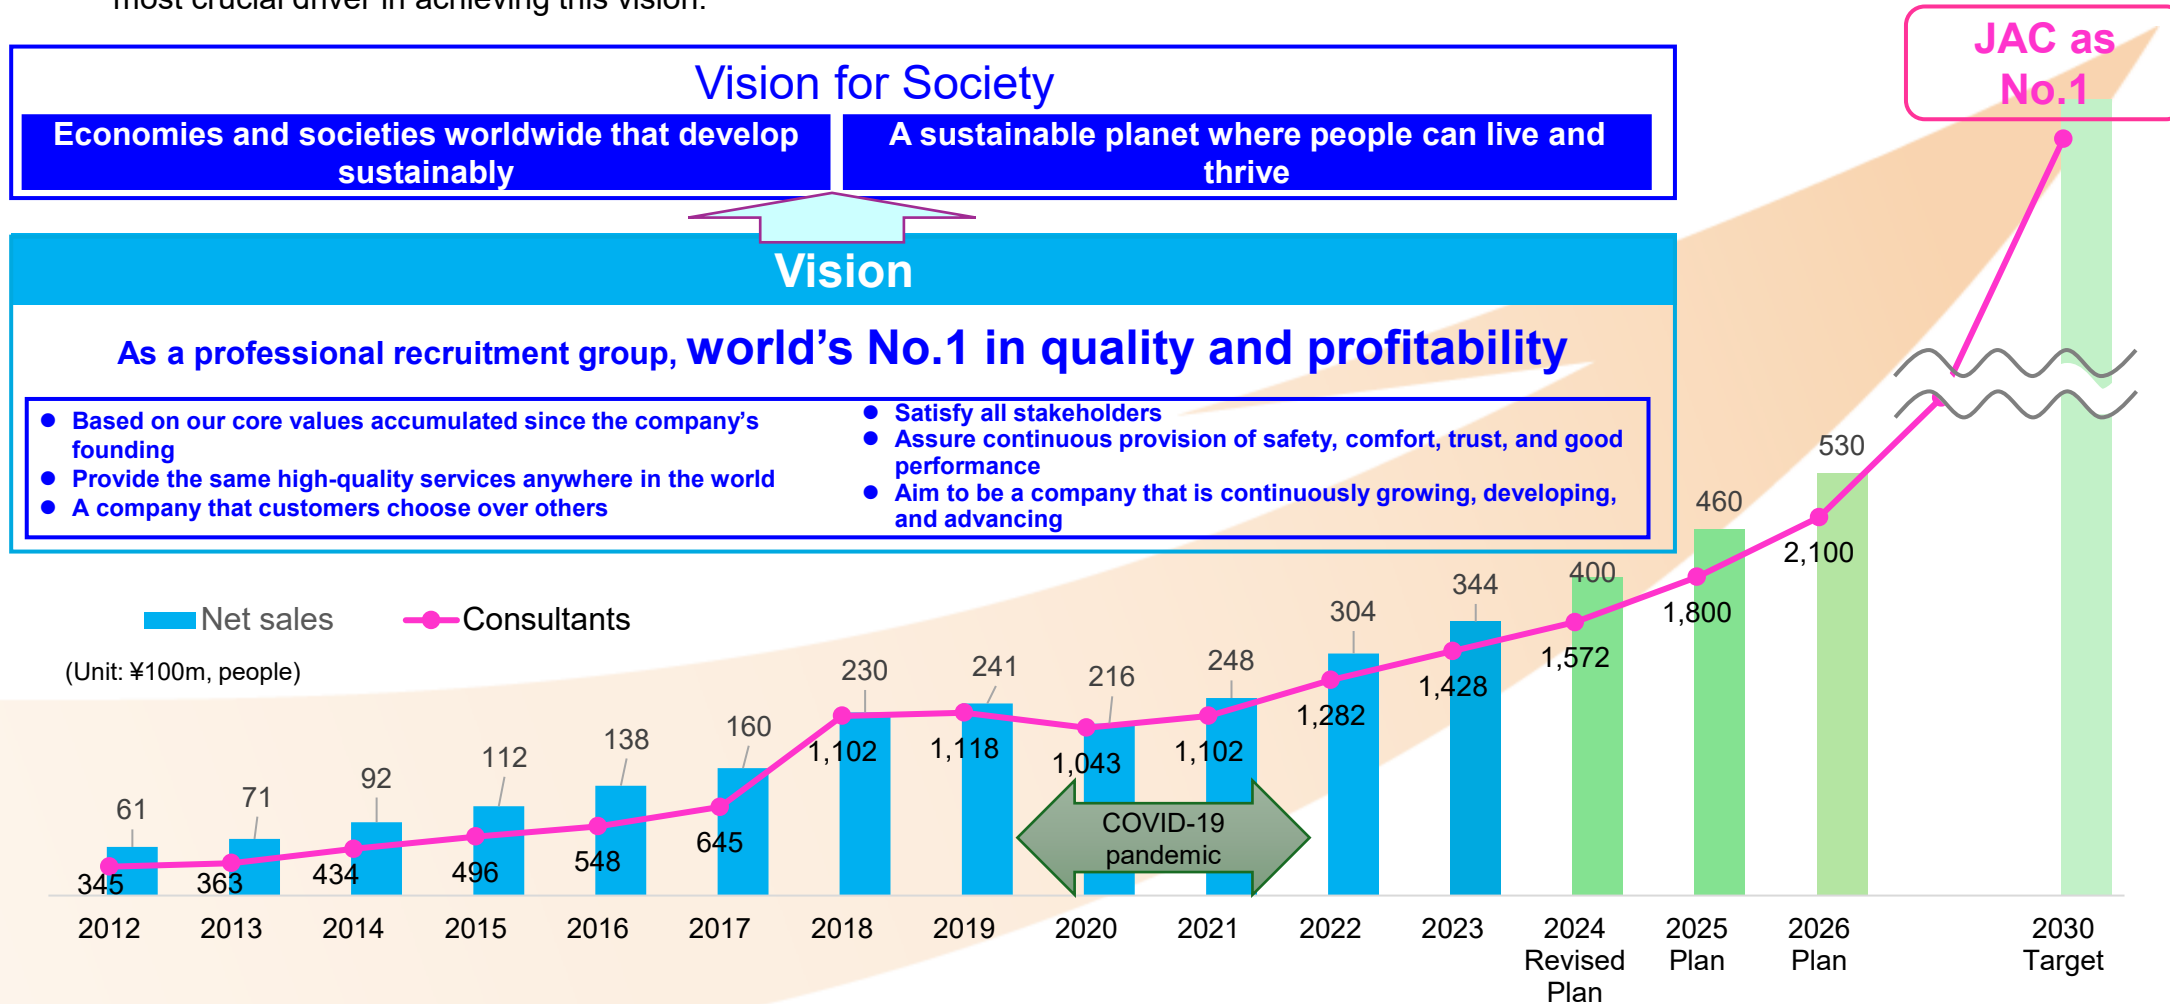 most crucial driver in achieving this vision.
JAC as
No.1
Vision for Society
Economies and societies worldwide that develop
sustainably
A sustainable planet where people can live and
thrive
Vision
As a professional recruitment group, world’s No.1 in quality and profitability
● Based on our core values accumulated since the company’s
founding
● Provide the same high-quality services anywhere in the world
● A company that customers choose over others
● Satisfy all stakeholders
● Assure continuous provision of safety, comfort, trust, and good
performance
● Aim to be a company that is continuously growing, developing,
and advancing
Net sales
Consultants
(Unit: ¥100m, people)
61
71
92
112
138
160
230
241
216
248
304
344
400
460
530
345
363
434
496
548
645
1,102
1,118
1,043
1,102
1,282
1,428
1,572
1,800
2,100
COVID-19
pandemic
2012
2013
2014
2015
2016
2017
2018
2019
2020
2021
2022
2023
2024
Revised
Plan
2025
Plan
2026
Plan
2030
Target